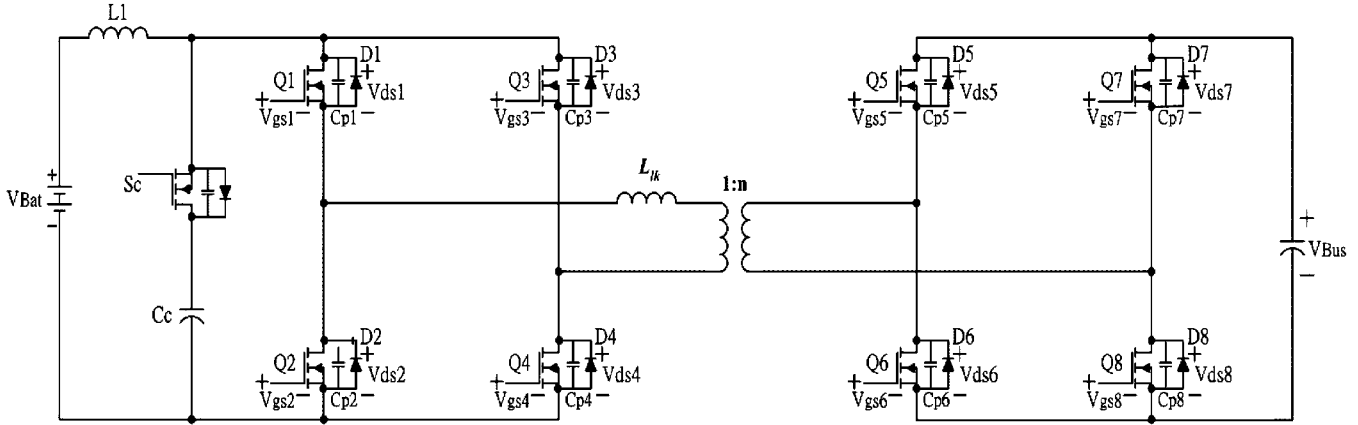 L1
D1
Q1
+
+
Vds1
Vgs1
−
Cp1
−
D3
Q3
+
+
Vds3
Vgs3
−
Cp3
−
D5
Q5
+
+
Vds5
Vgs5
−
Cp5
−
D7
Q7
+
+
Vds7
Vgs7
−
Cp7
−
+
VBat
-
Sc
Llk
1:n
+
VBus
−
Cc
D2
Q2
+
+
Vds2
Vgs2
−
Cp2
−
D4
Q4
+
+
Vds4
Vgs4
−
Cp4
−
D6
Q6
+
+
Vds6
Vgs6
−
Cp6
−
D8
Q8
+
+
Vds8
Vgs8
−
Cp8
−